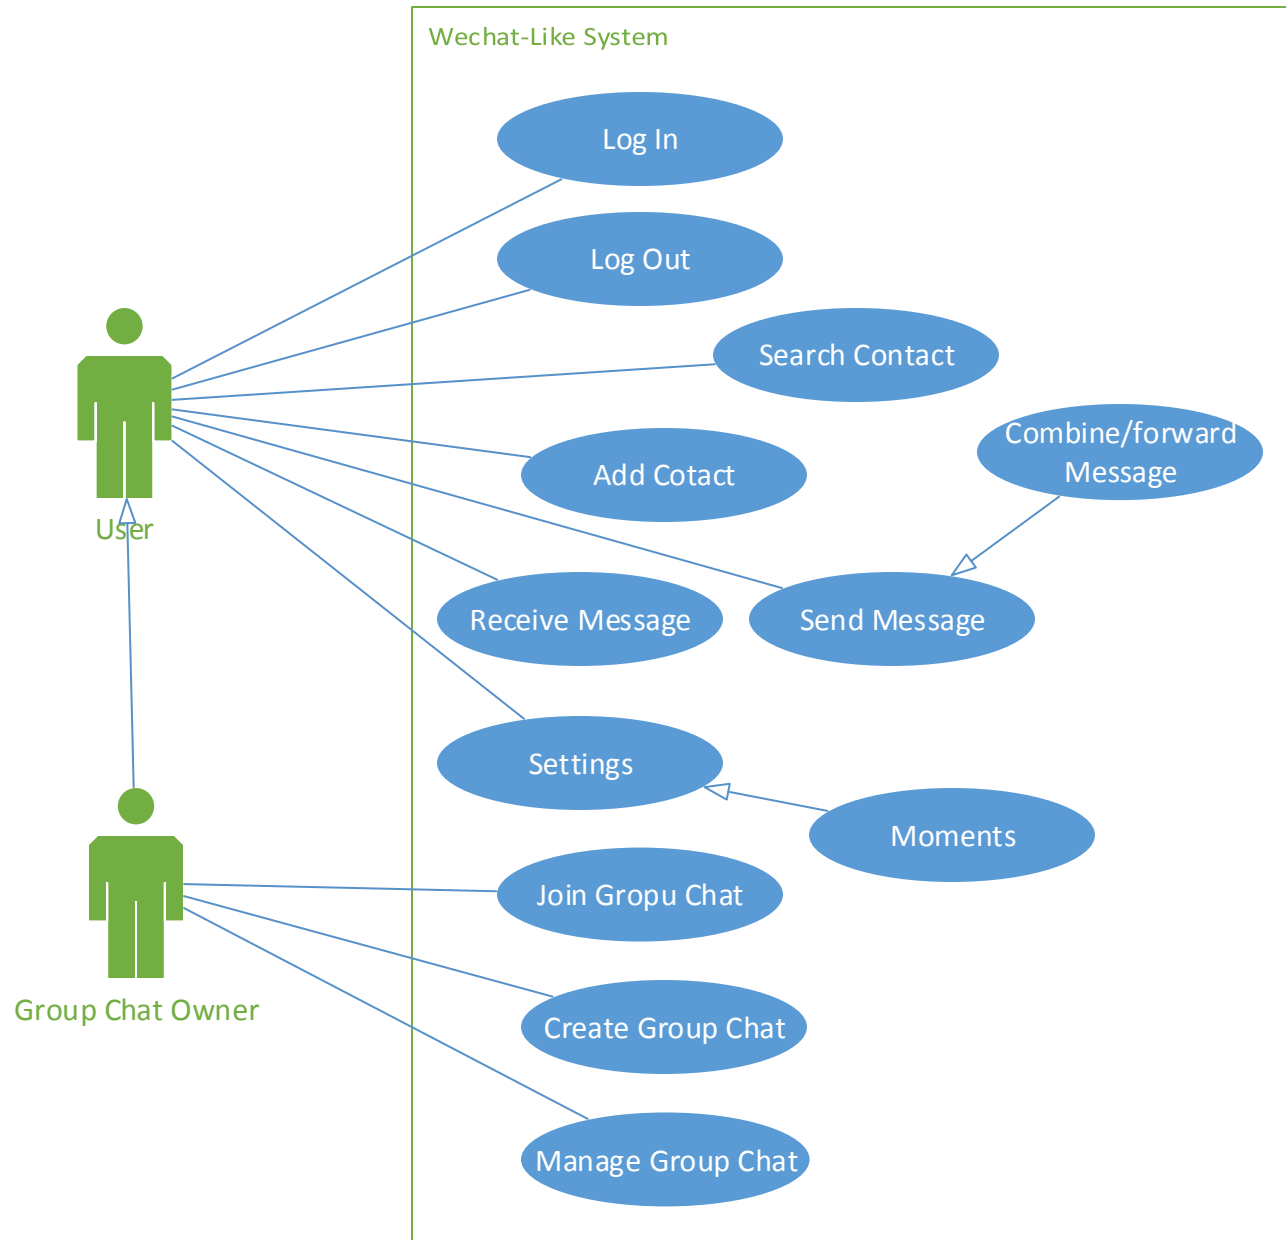 Wechat-Like System
Log In
Log Out
Search Contact
Combine/forward
Message
Add Cotact
User
Receive Message
Send Message
Settings
Moments
Join Gropu Chat
Group Chat Owner
Create Group Chat
Manage Group Chat